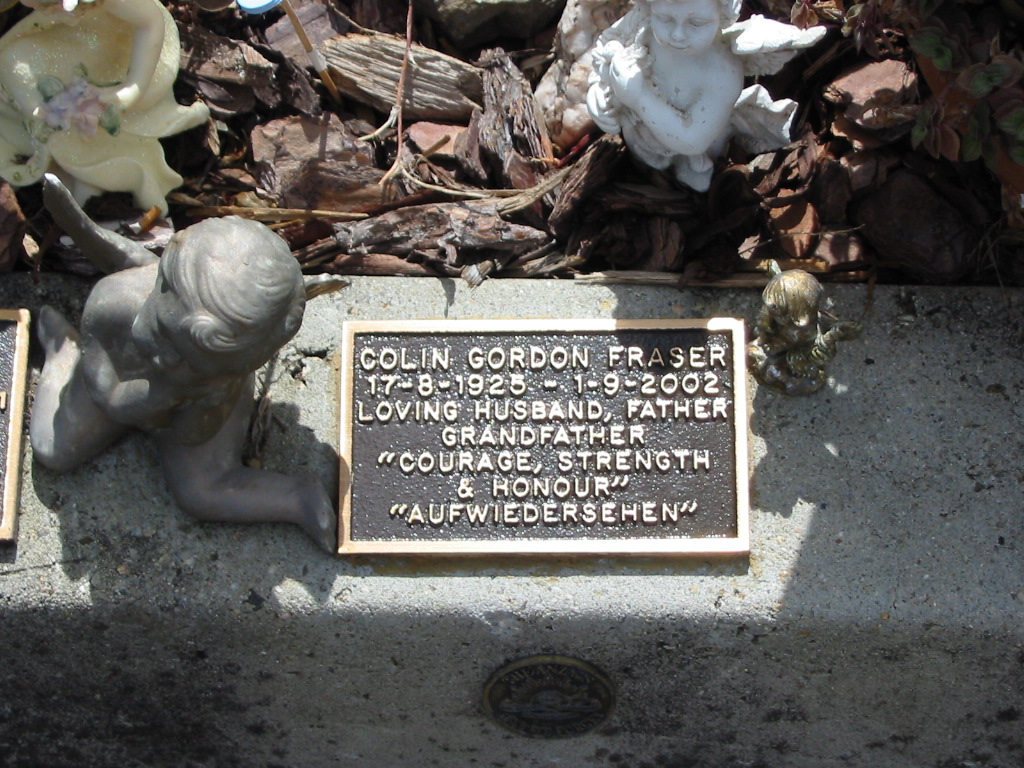 COLIN GORDON FRASER
17-8-1925 - 1-9-2002
LOVING HUSBAND, FATHER
GRANDFATHER
"COURAGE, STRENGTH
& HONOUR"
"AUFWIEDERSEHEN"